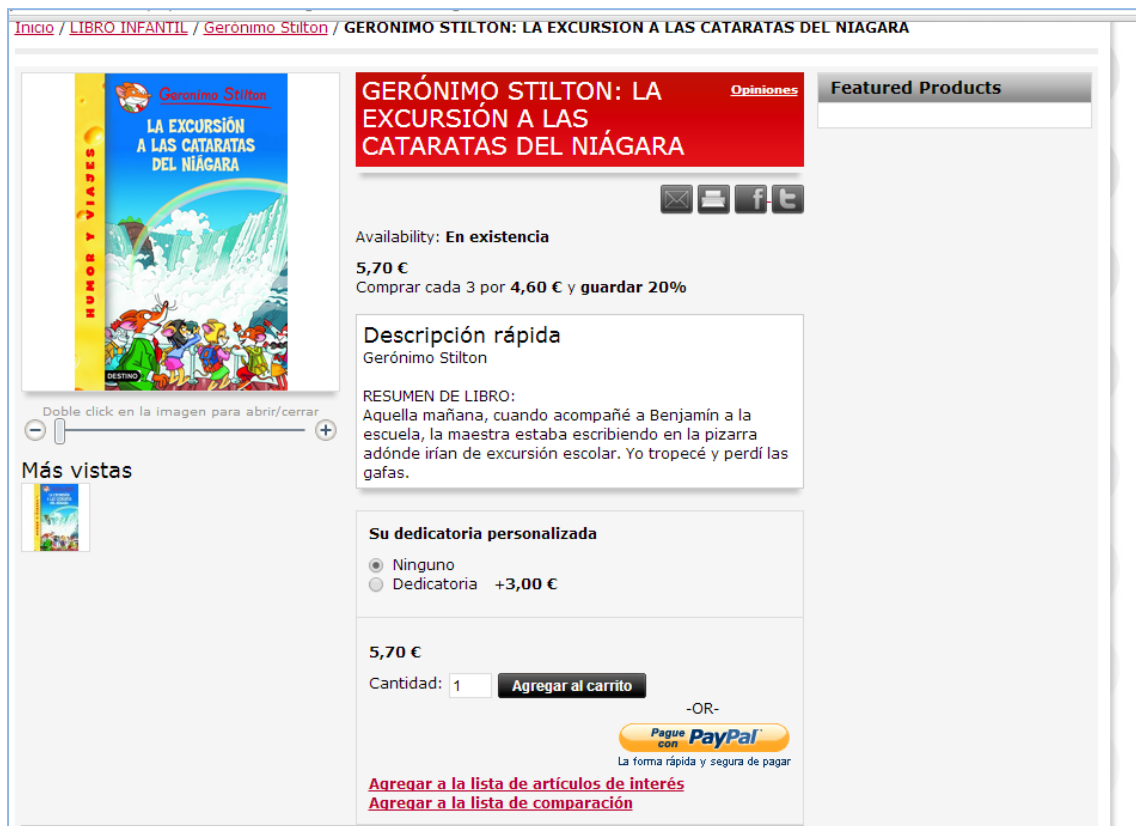 Inicio / LIBRO INFANTIL / Gerónimo Stilton / GERÓNIMO STILTON: LA EXCURSIÓN A LAS CATARATAS DEL NIÁGARA
Geronimo Stilton
LA EXCURSIÓN
A LAS CATARATAS
DEL NIÁGARA
HUMOR Y VIAJES
DESTINO
Doble click en la imagen para abrir/cerrar
Más vistas
GERÓNIMO STILTON: LA
EXCURSIÓN A LAS
CATARATAS DEL NIÁGARA
Opiniones
Availability: En existencia
5,70 €
Comprar cada 3 por 4,60 € y guardar 20%
Descripción rápida
Gerónimo Stilton
RESUMEN DE LIBRO:
Aquella mañana, cuando acompañé a Benjamín a la
escuela, la maestra estaba escribiendo en la pizarra
adónde irían de excursión escolar. Yo tropecé y perdí las
gafas.
Su dedicatoria personalizada
Ninguno
Dedicatoria +3,00 €
5,70 €
Cantidad: 1 Agregar al carrito
-OR-
Pague con PayPal
La forma rápida y segura de pagar
Agregar a la lista de artículos de interés
Agregar a la lista de comparación
Featured Products